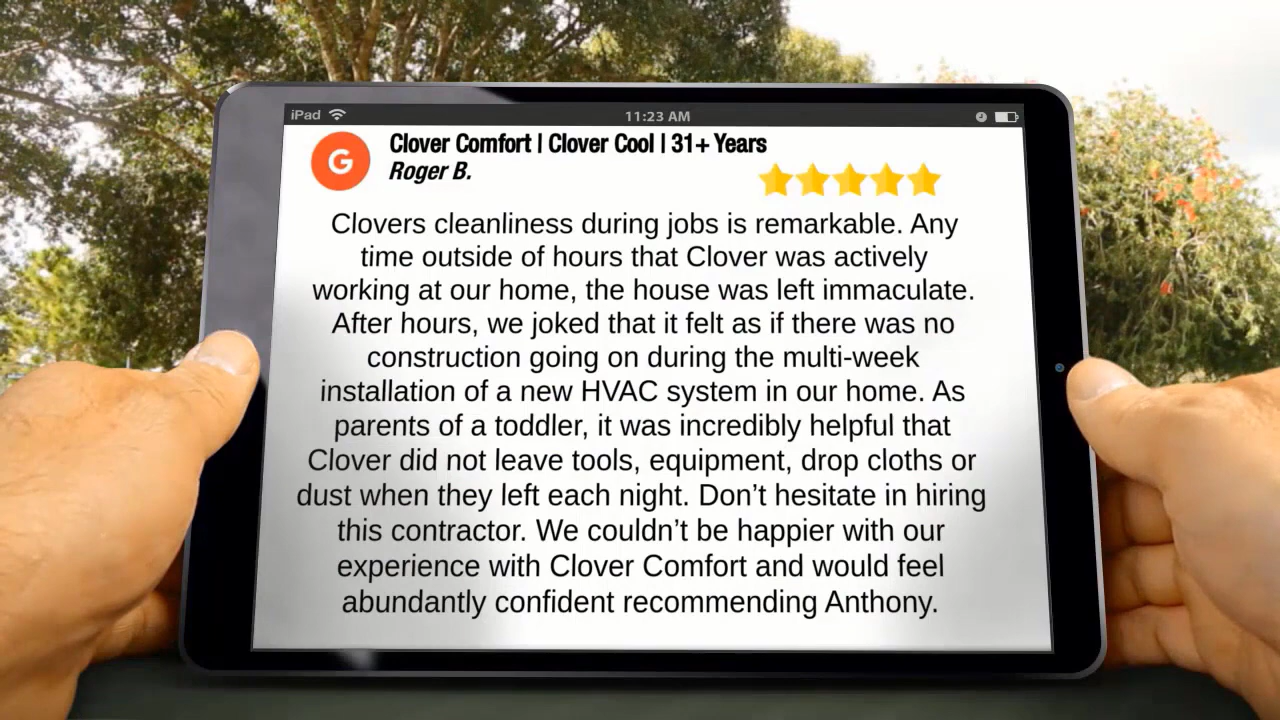 iPad
11:23 AM
G
Clover Comfort | Clover Cool | 31+ Years
Roger B.
Clovers cleanliness during jobs is remarkable. Any
time outside of hours that Clover was actively
working at our home, the house was left immaculate.
After hours, we joked that it felt as if there was no
construction going on during the multi-week
installation of a new HVAC system in our home. As
parents of a toddler, it was incredibly helpful that
Clover did not leave tools, equipment, drop cloths or
dust when they left each night. Don’t hesitate in hiring
this contractor. We couldn’t be happier with our
experience with Clover Comfort and would feel
abundantly confident recommending Anthony.